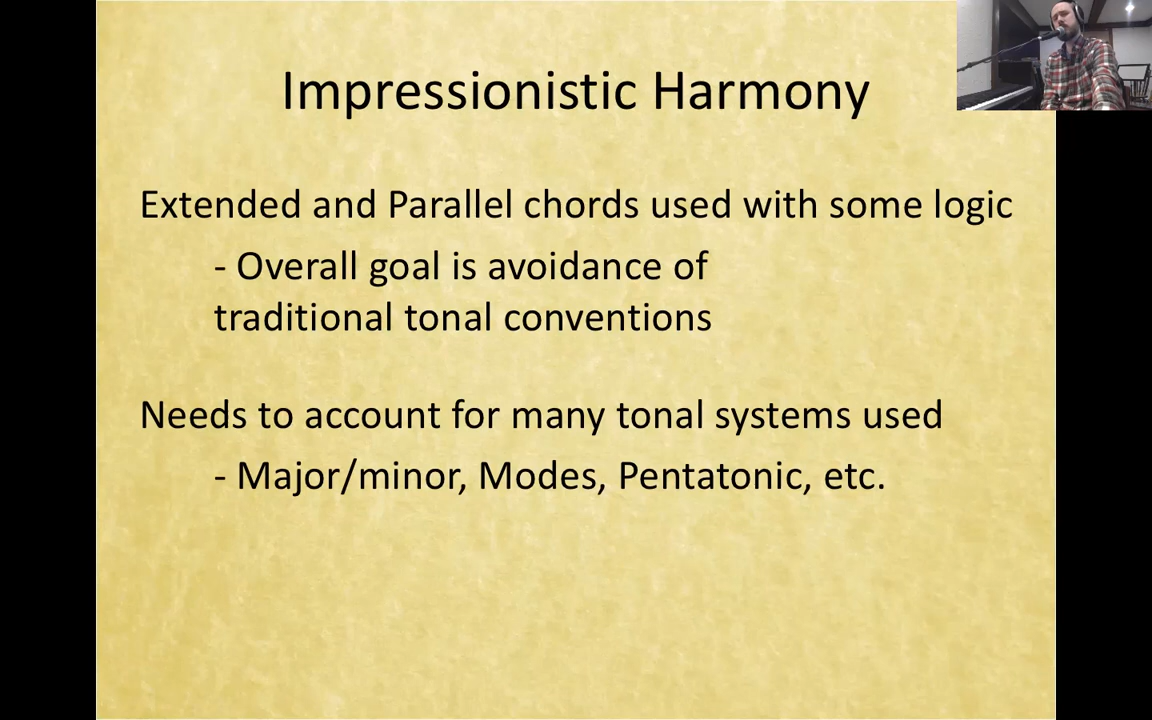 Impressionistic Harmony
Extended and Parallel chords used with some logic
- Overall goal is avoidance of
traditional tonal conventions
Needs to account for many tonal systems used
- Major/minor, Modes, Pentatonic, etc.